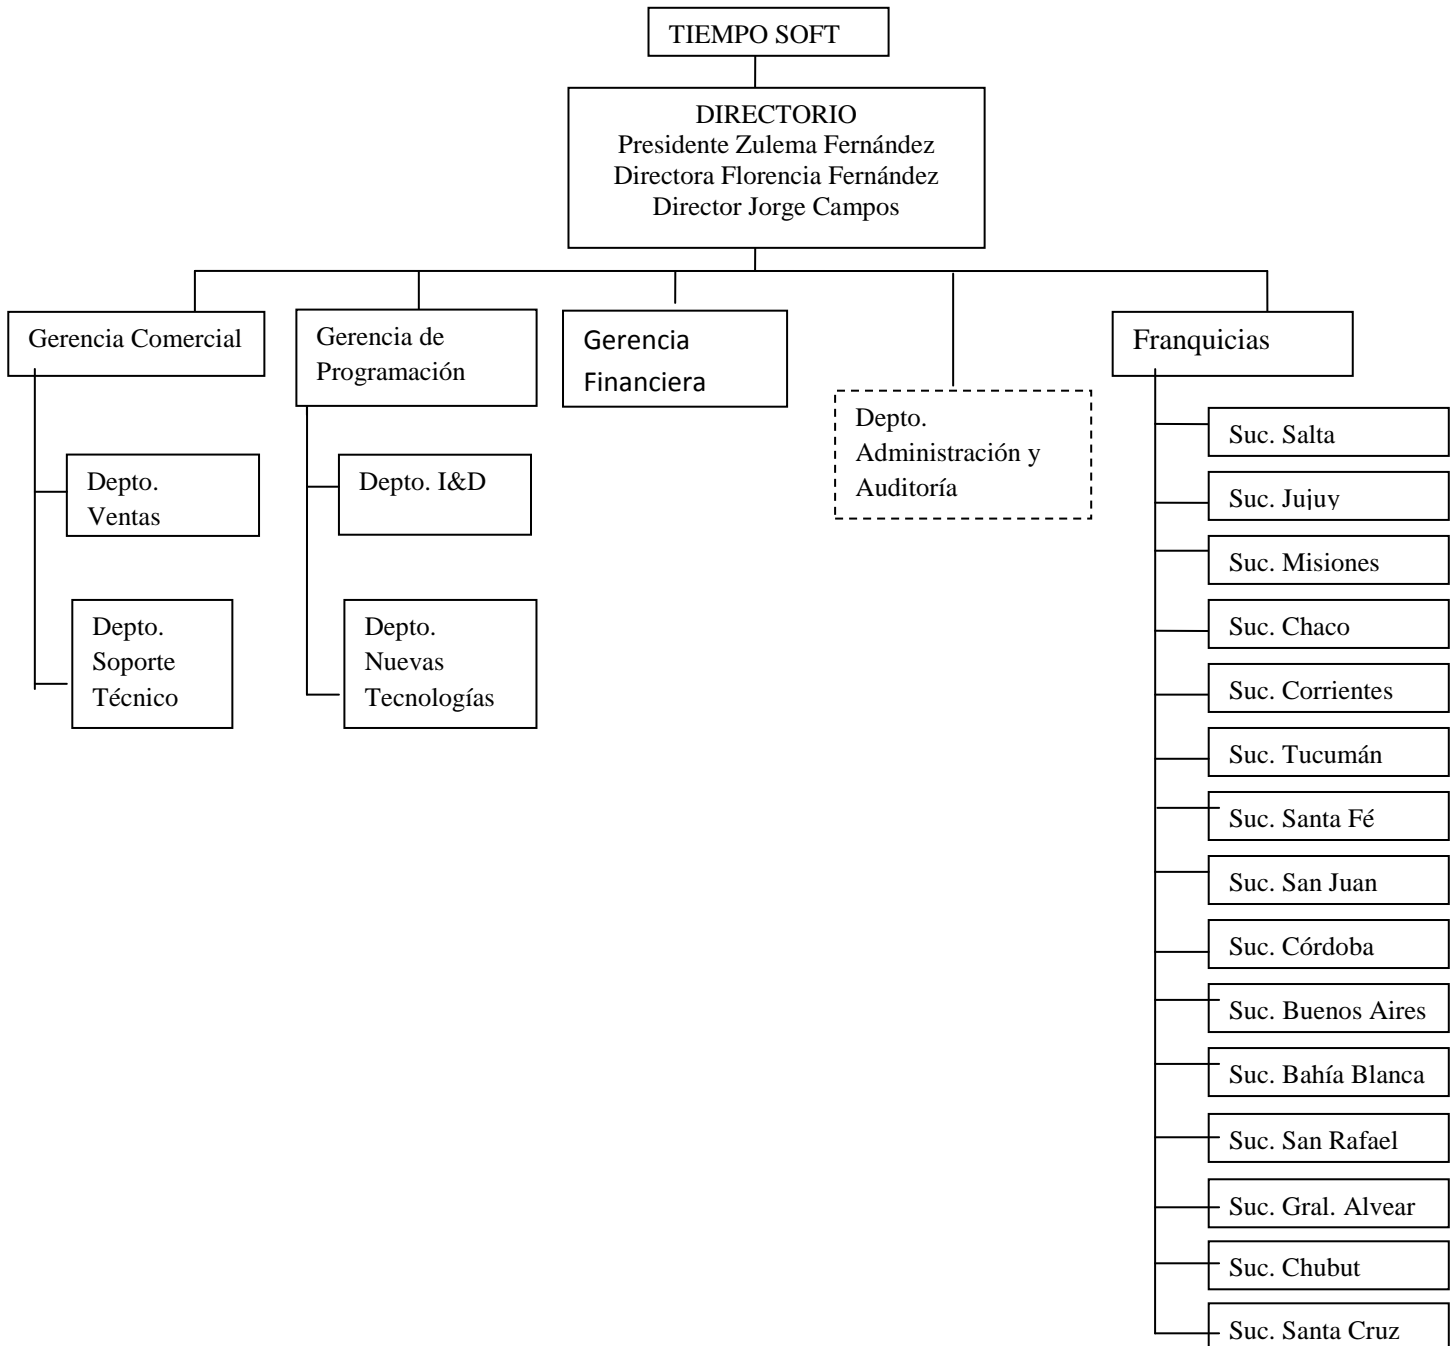 TIEMPO SOFT
DIRECTORIO
Presidente Zulema Fernández
Directora Florencia Fernández
Director Jorge Campos
Gerencia Comercial
Gerencia de
Programación
Gerencia
Financiera
Franquicias
Depto.
Administración y
Auditoría
Depto.
Ventas
Depto. I&D
Depto.
Soporte
Técnico
Depto.
Nuevas
Tecnologías
Suc. Salta
Suc. Jujuy
Suc. Misiones
Suc. Chaco
Suc. Corrientes
Suc. Tucumán
Suc. Santa Fé
Suc. San Juan
Suc. Córdoba
Suc. Buenos Aires
Suc. Bahía Blanca
Suc. San Rafael
Suc. Gral. Alvear
Suc. Chubut
Suc. Santa Cruz